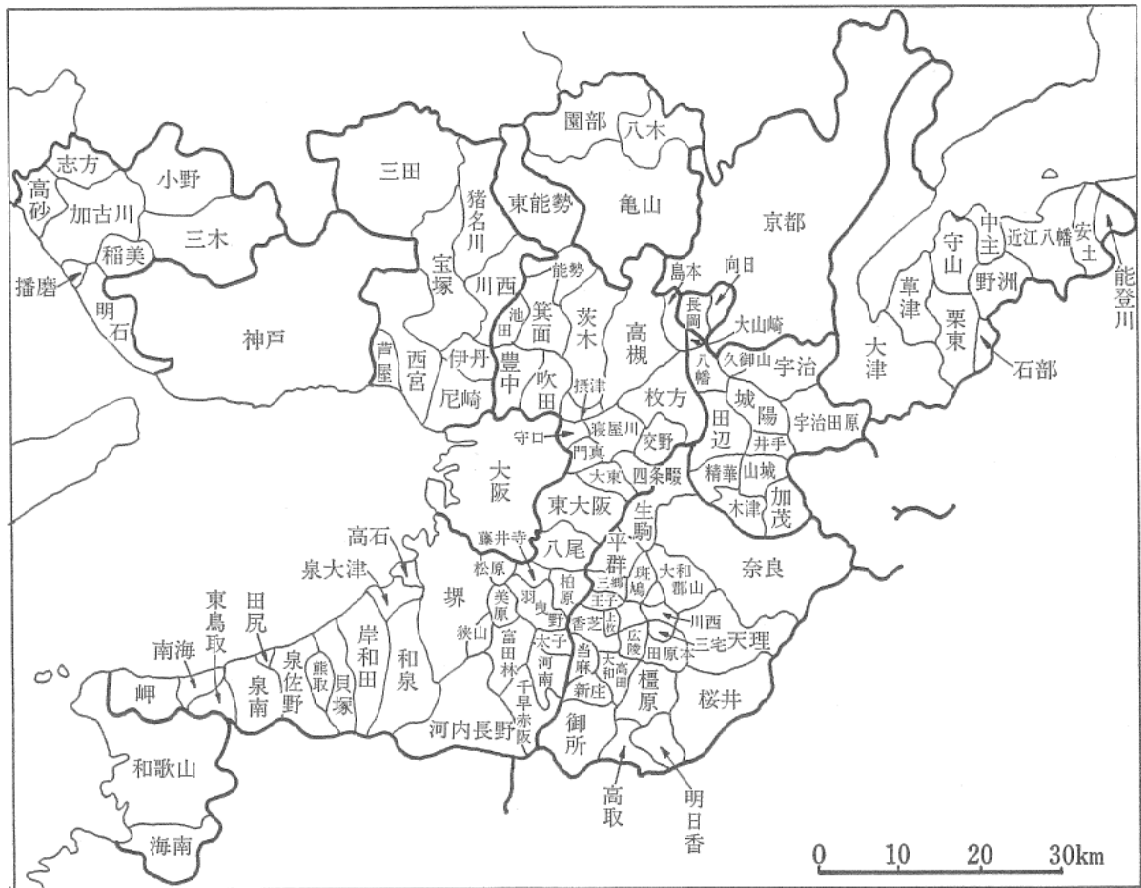 園部
八木
志方
小野
三田
高砂
加古川
三木
稲美
播磨
明石
神戸
猪名川
東能勢
亀山
京都
宝塚
川西
能勢
池田
箕面
茨木
高槻
島本
向日
長岡
大山崎
八幡
久御山
宇治
大津
草津
守山
中主
野洲
近江八幡
安土
能登川
栗東
石部
芦屋
西宮
伊丹
尼崎
豊中
吹田
摂津
枚方
守口
寝屋川
門真
交野
田辺
城陽
井手
宇治田原
大阪
大東
四条畷
精華
山城
木津
加茂
東大阪
生駒
奈良
高石
泉大津
藤井寺
八尾
平群
斑鳩
大和郡山
松原
柏原
三郷
王子
堺
美原
羽曳野
香芝
上牧
川西
三宅
天理
広陵
田原本
狭山
富田林
太子
河南
当麻
大和高田
新庄
橿原
桜井
東鳥取
田尻
南海
岬
泉南
泉佐野
熊取
貝塚
岸和田
和泉
河内長野
千早赤阪
御所
高取
明日香
和歌山
海南
0 10 20 30km